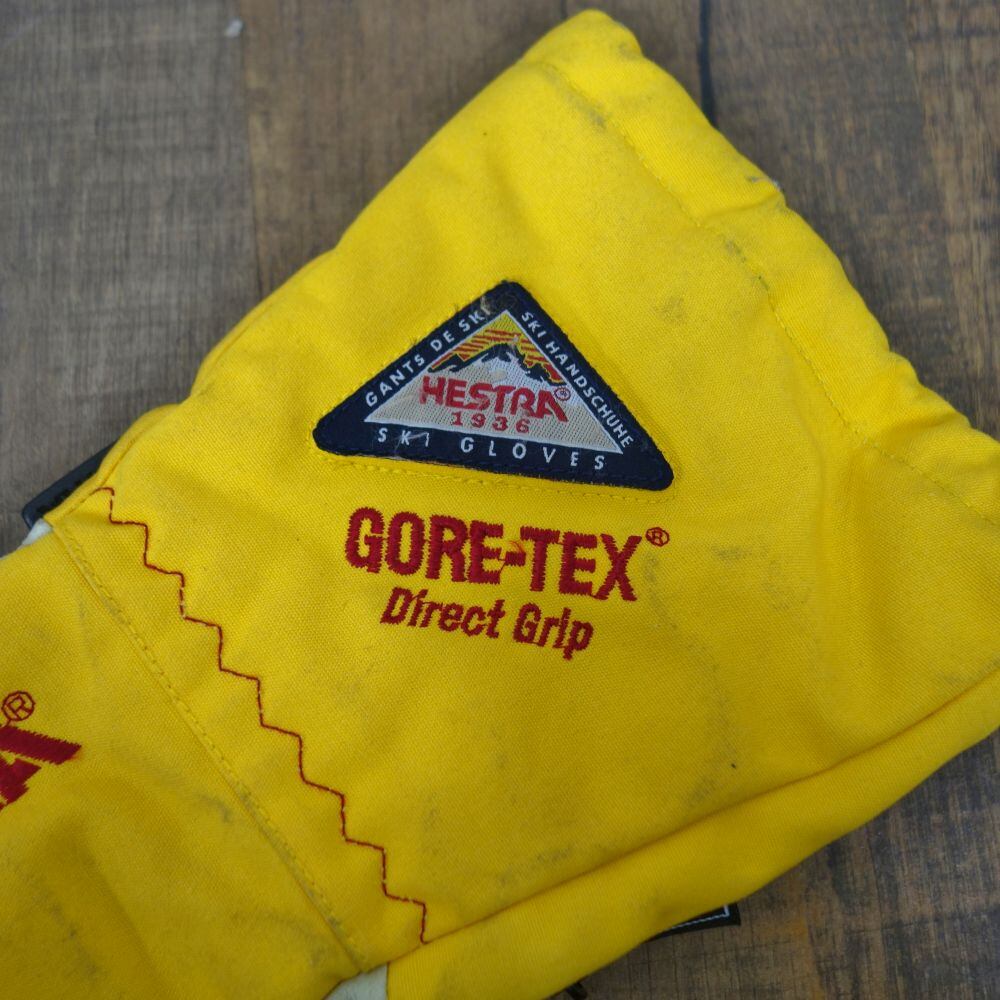 GANTS DE SKI
SKI HANDSCHUHE
HESTRA®
1936
SKI GLOVES
GORE-TEX®
Direct Grip
®